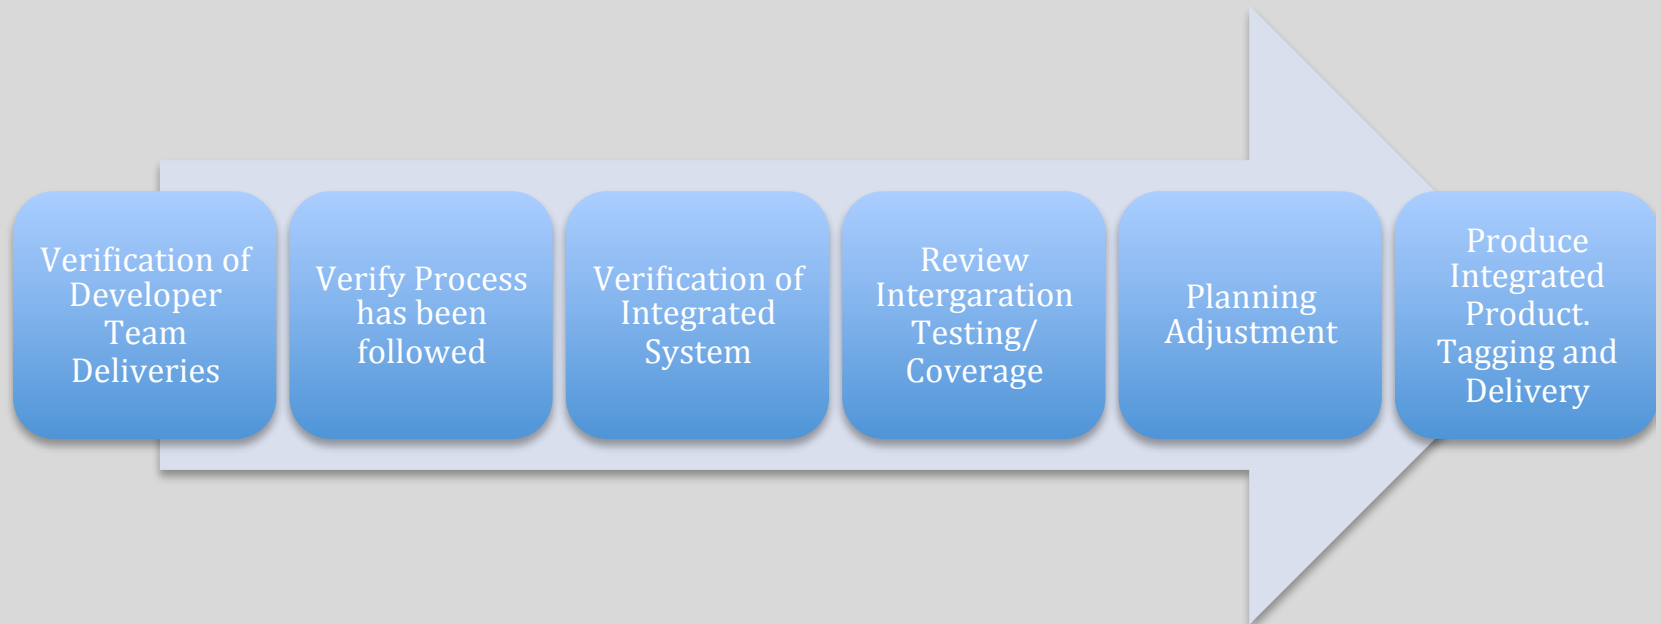 Verification of
Developer
Team
Deliveries
Verify Process
has been
followed
Verification of
Integrated
System
Review
Intergaration
Testing/
Coverage
Planning
Adjustment
Produce
Integrated
Product.
Tagging and
Delivery